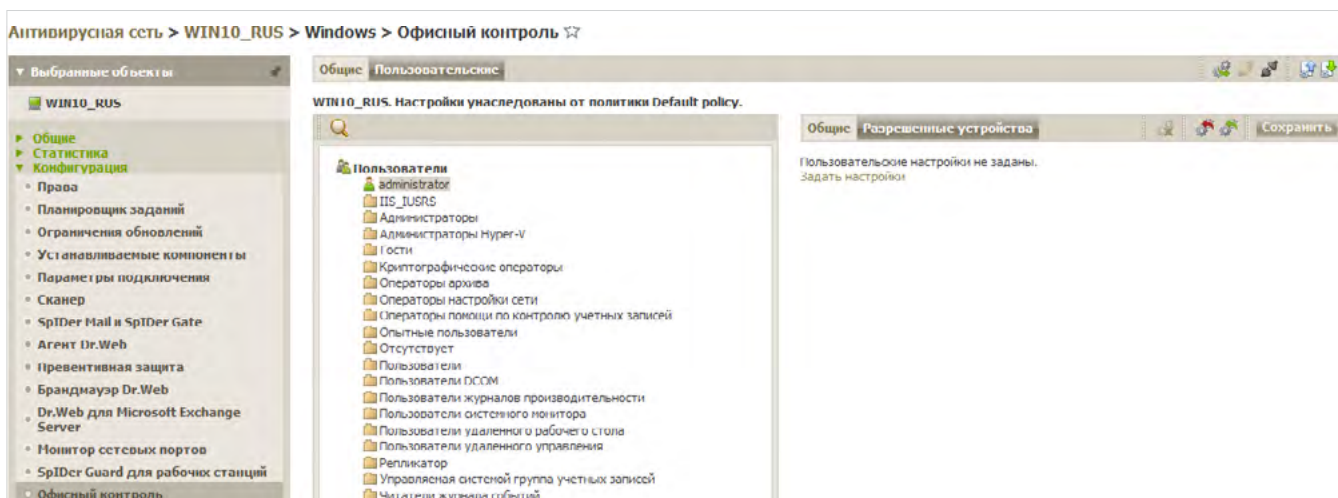 Антивирусная сеть > WIN10_RUS > Windows > Офисный контроль
Выбранные объекты
WIN10_RUS
Общие
Статистика
Конфигурация
Права
Планировщик заданий
Ограничения обновлений
Устанавливаемые компоненты
Параметры подключения
Сканер
SpIDer Mail и SpIDer Gate
Агент Dr.Web
Превентивная защита
Брандмауэр Dr.Web
Dr.Web для Microsoft Exchange
Server
Монитор сетевых портов
SpIDer Guard для рабочих станций
Офисный контроль
Общие Пользовательские
WIN10_RUS. Настройки унаследованы от политики Default policy.
Пользователи
administrator
IIS_IUSRS
Администраторы
Администраторы Hyper-V
Гости
Криптографические операторы
Операторы архива
Операторы настройки сети
Операторы помощи по контролю учетных записей
Опытные пользователи
Отсутствует
Пользователи
Пользователи DCOM
Пользователи журналов производительности
Пользователи системного монитора
Пользователи удаленного рабочего стола
Пользователи удаленного управления
Репликатор
Управляемая системой группа учетных записей
Читатели журнала событий
Общие Разрешенные устройства Сохранить
Пользовательские настройки не заданы.
Задать настройки